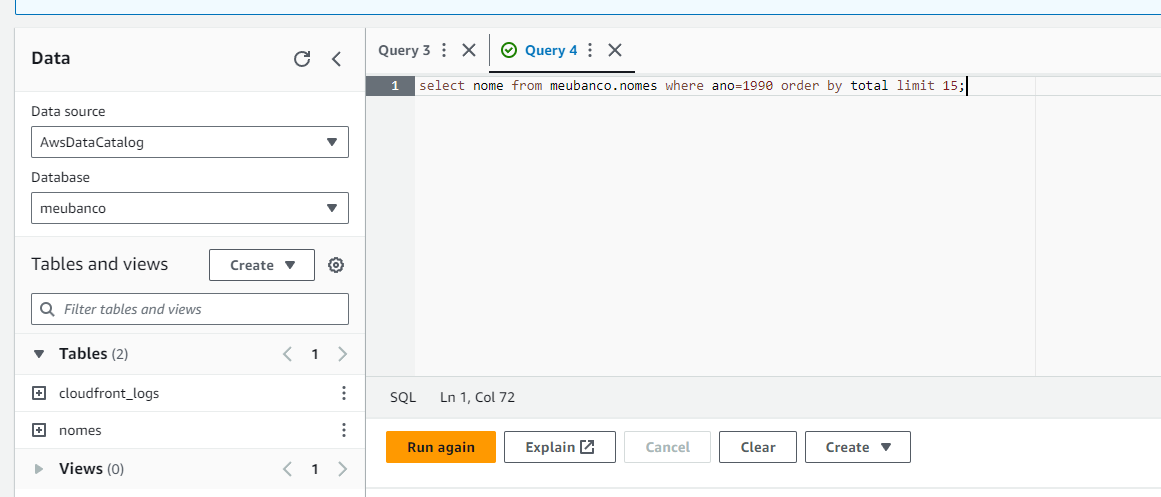 Data
Data source
AwsDataCatalog
Database
meubanco
Tables and views
Create
Filter tables and views
Tables (2)
1
cloudfront_logs
nomes
Views (0)
1
Query 3
Query 4
1 select nome from meubanco.nomes where ano=1990 order by total limit 15;
SQL Ln 1, Col 72
Run again Explain Cancel Clear Create